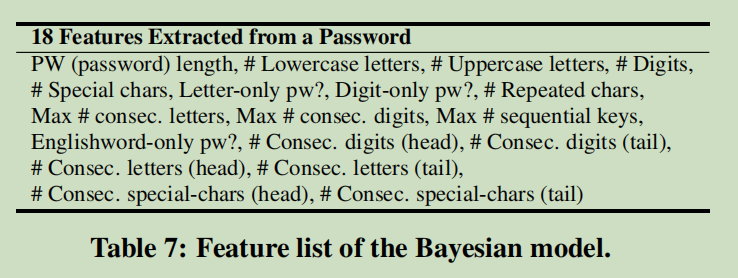 18 Features Extracted from a Password
PW (password) length, # Lowercase letters, # Uppercase letters, # Digits,
# Special chars, Letter-only pw?, Digit-only pw?, # Repeated chars,
Max # consec. letters, Max # consec. digits, Max # sequential keys,
Englishword-only pw?, # Consec. digits (head), # Consec. digits (tail),
# Consec. letters (head), # Consec. letters (tail),
# Consec. special-chars (head), # Consec. special-chars (tail)
Table 7: Feature list of the Bayesian model.